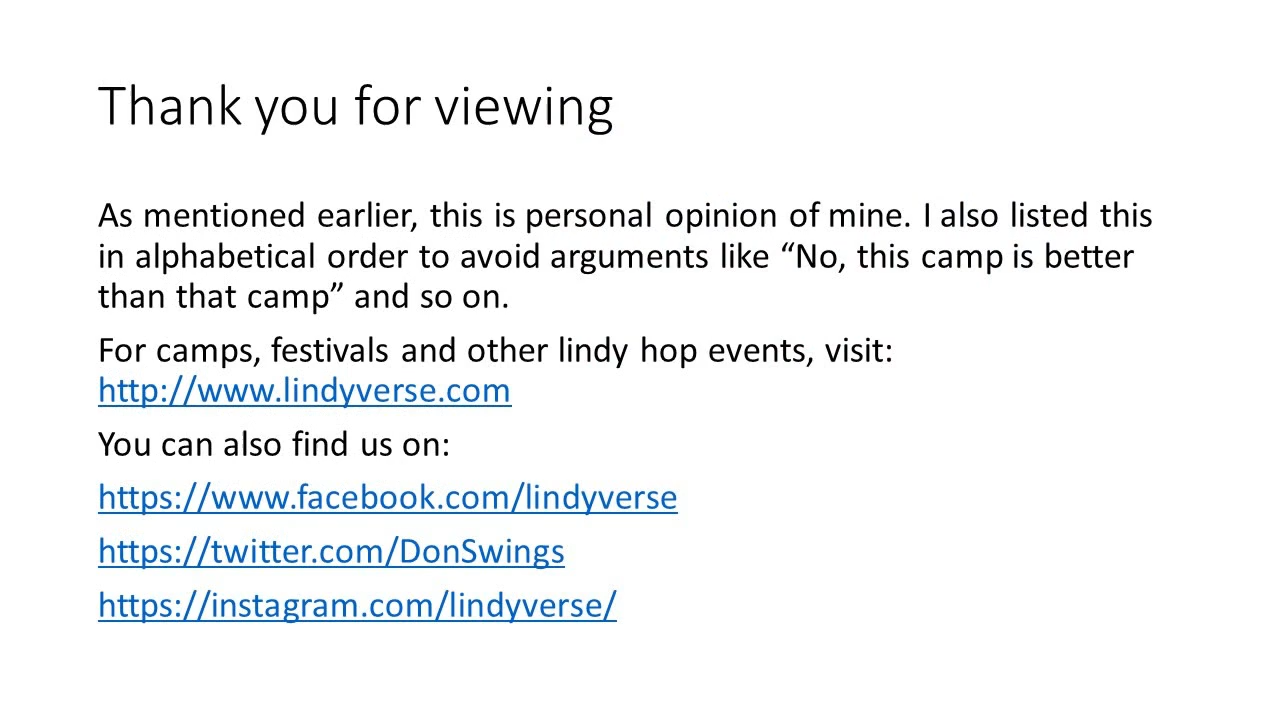 Thank you for viewing
As mentioned earlier, this is personal opinion of mine. I also listed this
in alphabetical order to avoid arguments like “No, this camp is better
than that camp” and so on.
For camps, festivals and other lindy hop events, visit:
http://www.lindyverse.com
You can also find us on:
https://www.facebook.com/lindyverse
https://twitter.com/DonSwings
https://instagram.com/lindyverse/